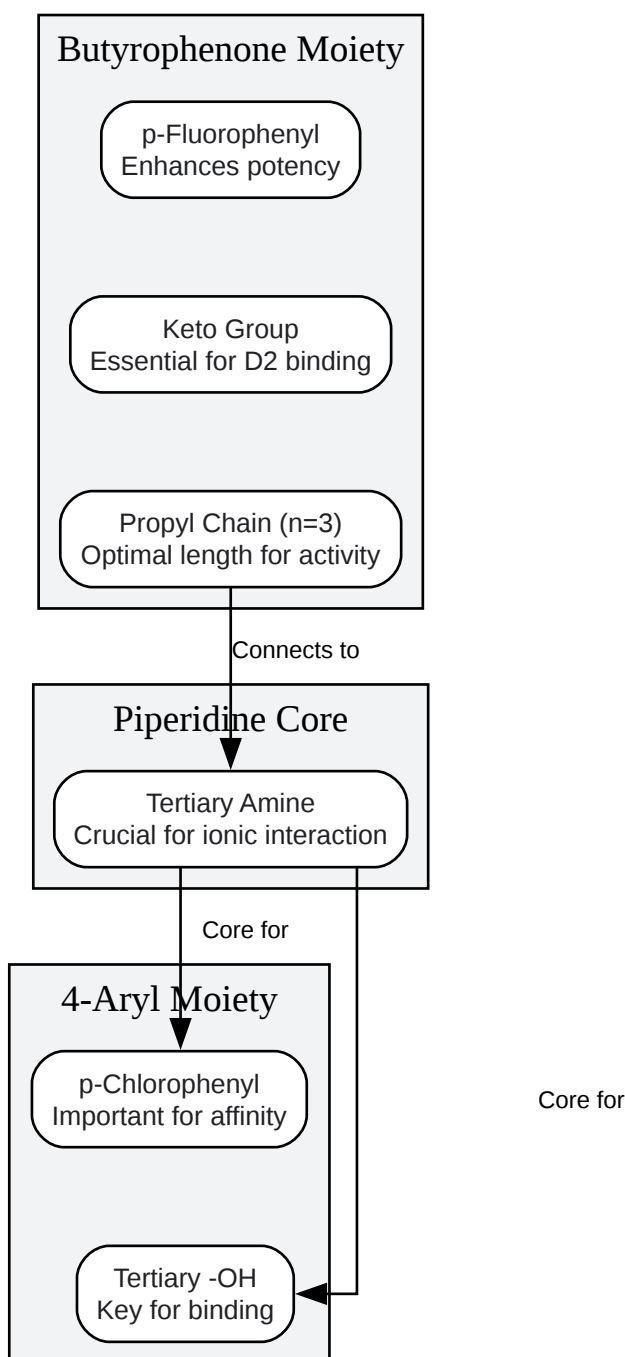 Butyrophenone Moiety
p-Fluorophenyl
Enhances potency
Keto Group
Essential for D2 binding
Propyl Chain (n=3)
Optimal length for activity
Connects to
Piperidine Core
Tertiary Amine
Crucial for ionic interaction
Core for
4-Aryl Moiety
p-Chlorophenyl
Important for affinity
Core for
Tertiary -OH
Key for binding